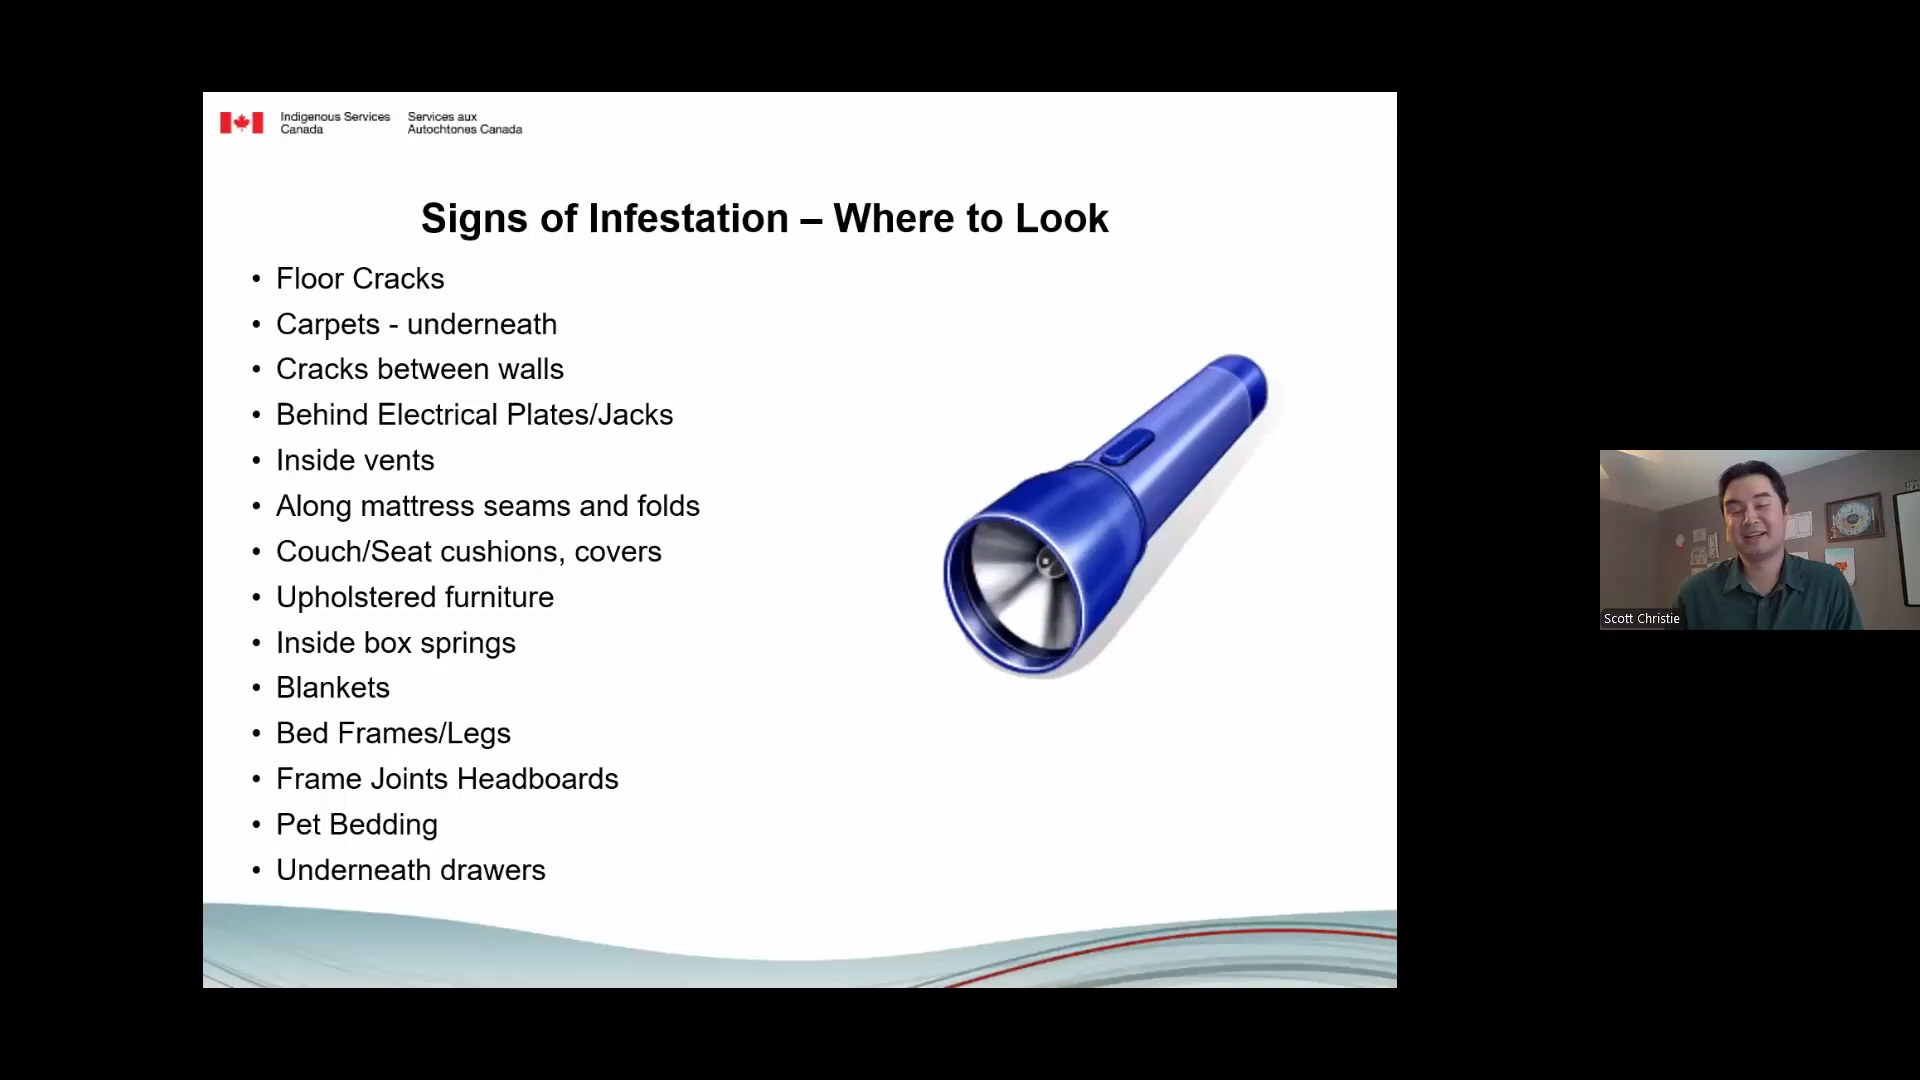 Indigenous Services Canada
Services aux Autochtones Canada
Signs of Infestation – Where to Look
• Floor Cracks
• Carpets - underneath
• Cracks between walls
• Behind Electrical Plates/Jacks
• Inside vents
• Along mattress seams and folds
• Couch/Seat cushions, covers
• Upholstered furniture
• Inside box springs
• Blankets
• Bed Frames/Legs
• Frame Joints Headboards
• Pet Bedding
• Underneath drawers
Scott Christie